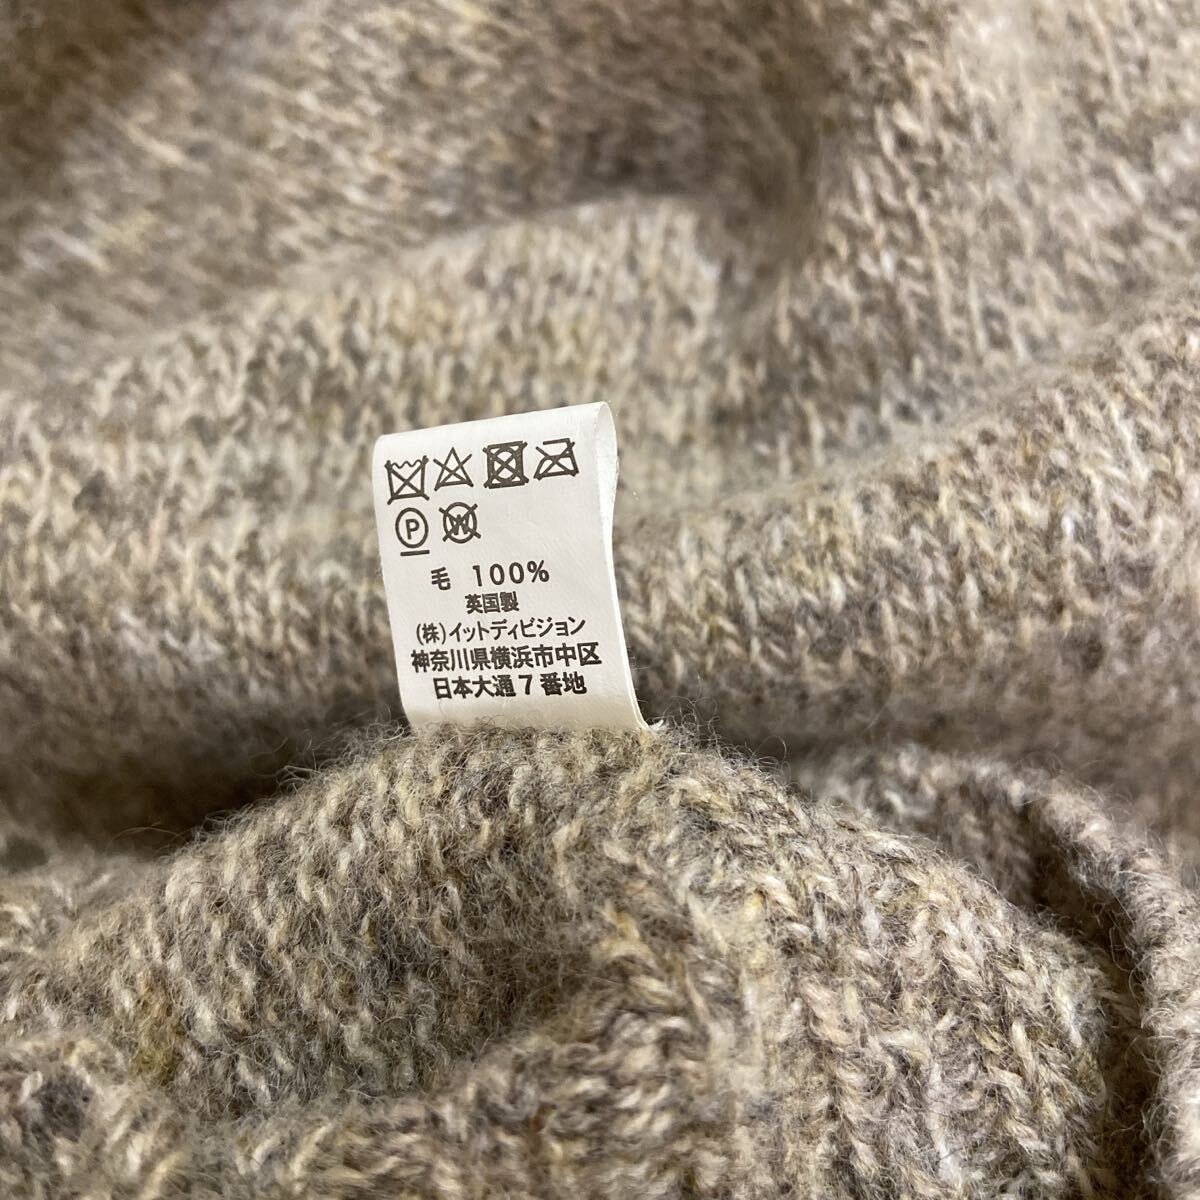 P W
毛 100%
英国製
(株)イットディビジョン
神奈川県横浜市中区
日本大通7番地